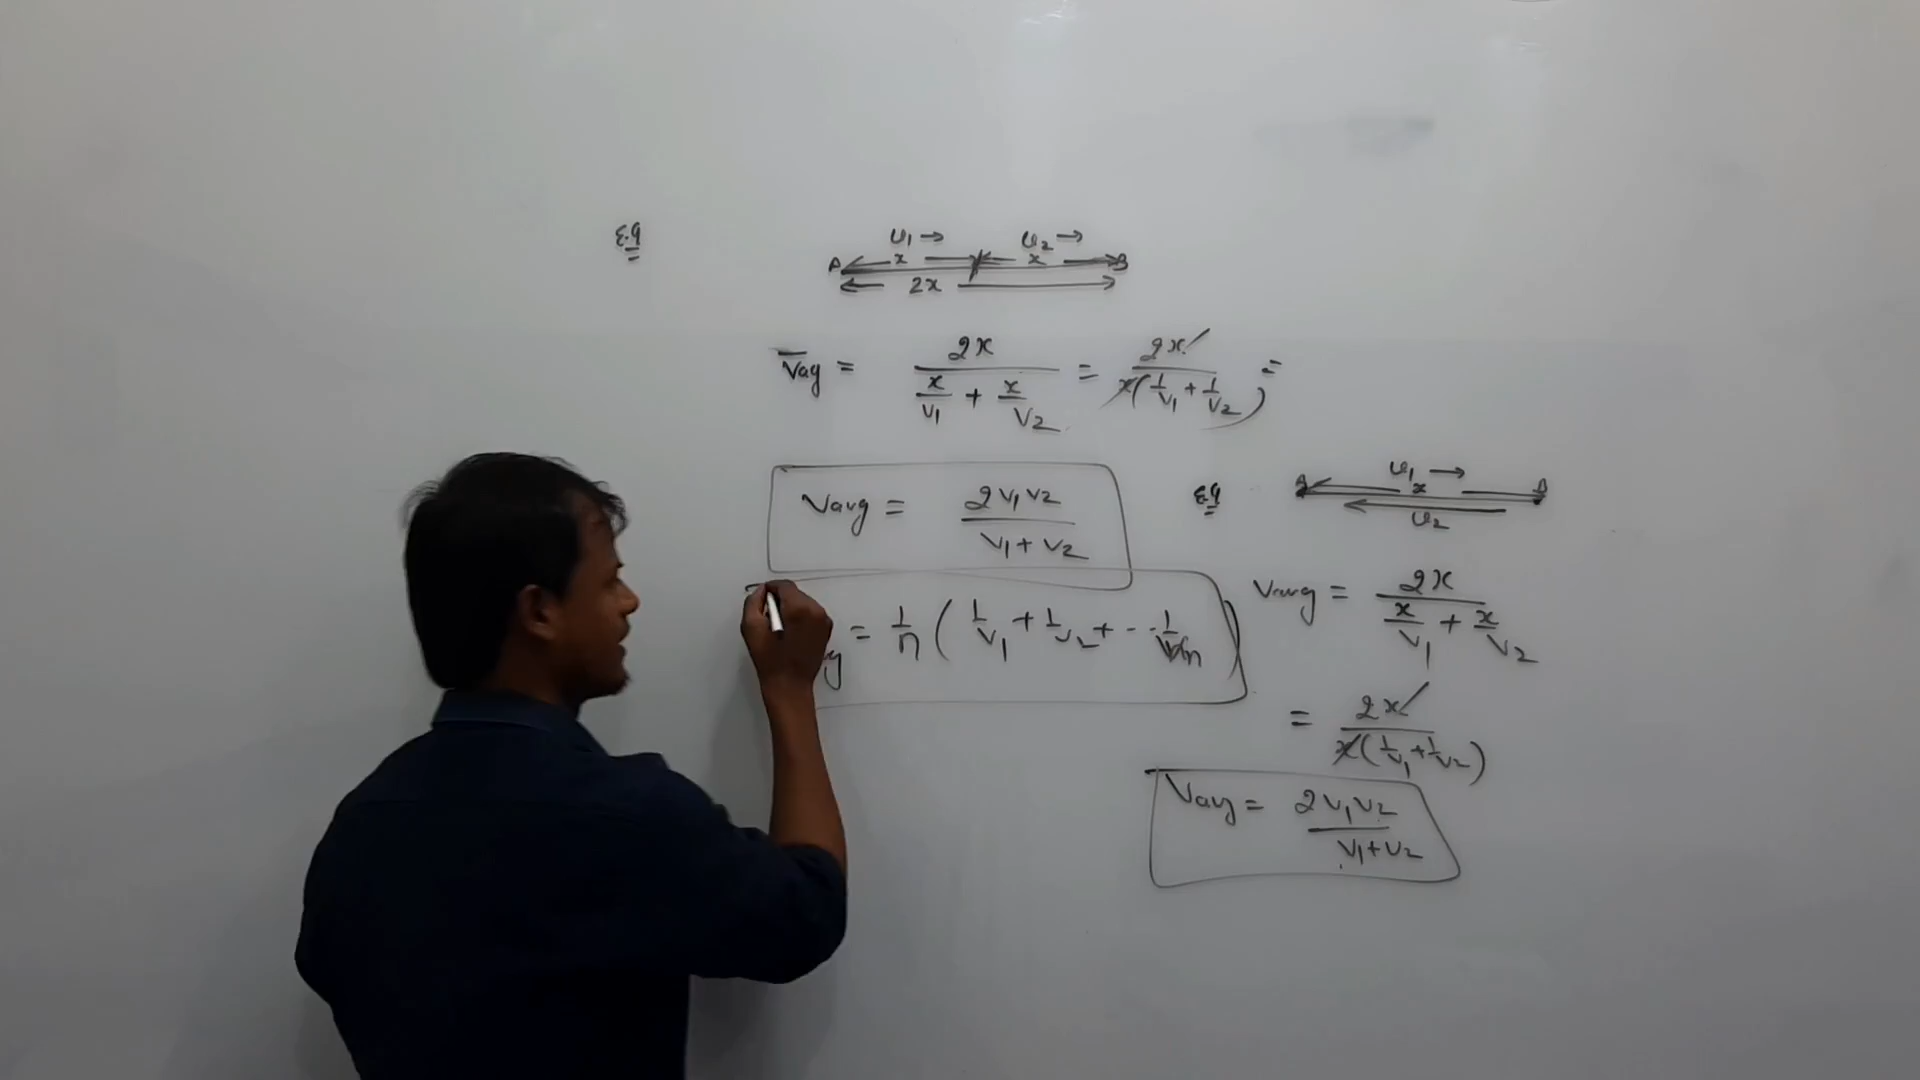 E.g
v₁ → v₂ →
A x x B
2x
Vavg = 2x / (x/v₁ + x/v₂) = 2x / x(1/v₁ + 1/v₂) =
Vavg = 2v₁v₂ / (v₁+v₂)
= 1/n (1/v₁ + 1/v₂ + -- 1/vn)
E.g
v₁ →
A x B
v₂
Vavg = 2x / (x/v₁ + x/v₂)
= 2x / x(1/v₁ + 1/v₂)
Vavg = 2v₁v₂ / (v₁+v₂)